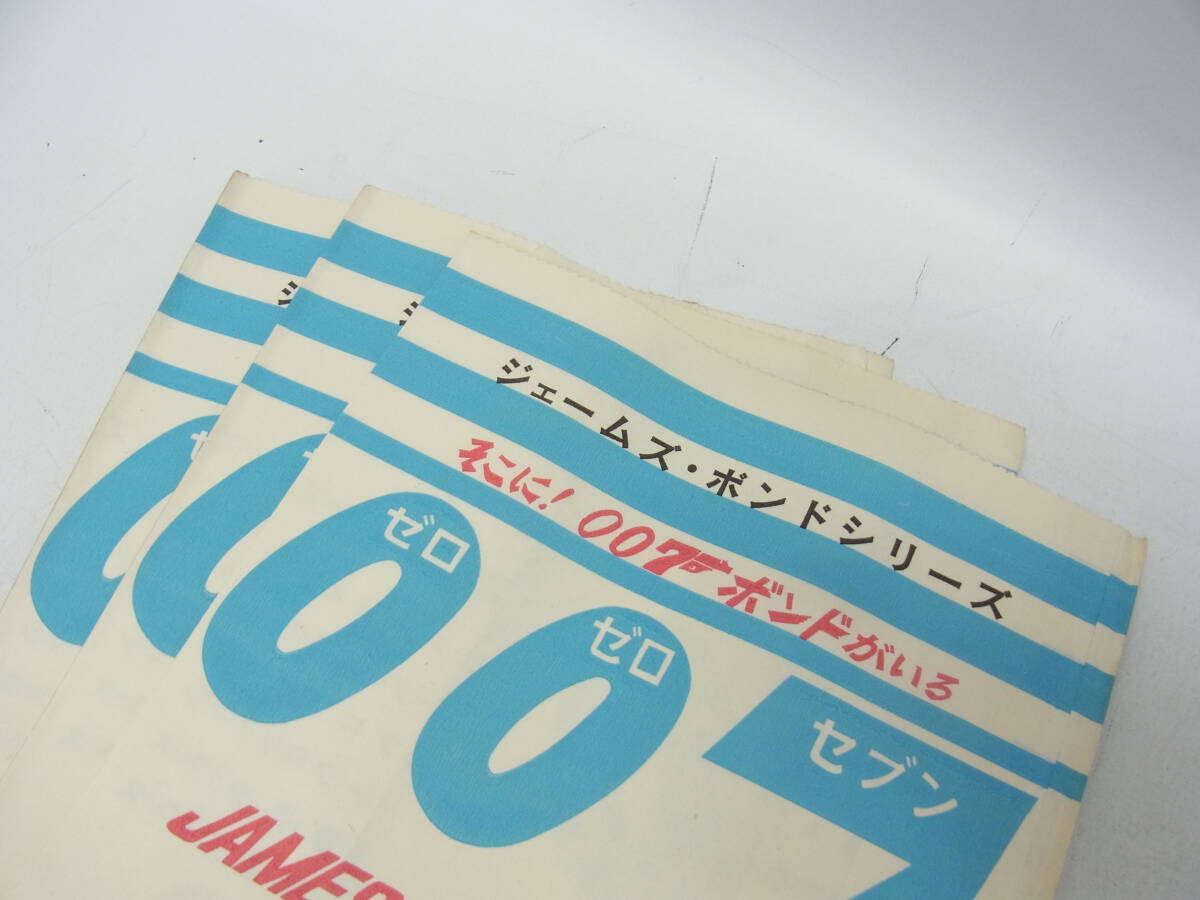 ジェームズ・ボンドシリーズ
そこに！007ボンドがいる
ゼロ ゼロ セブン
007